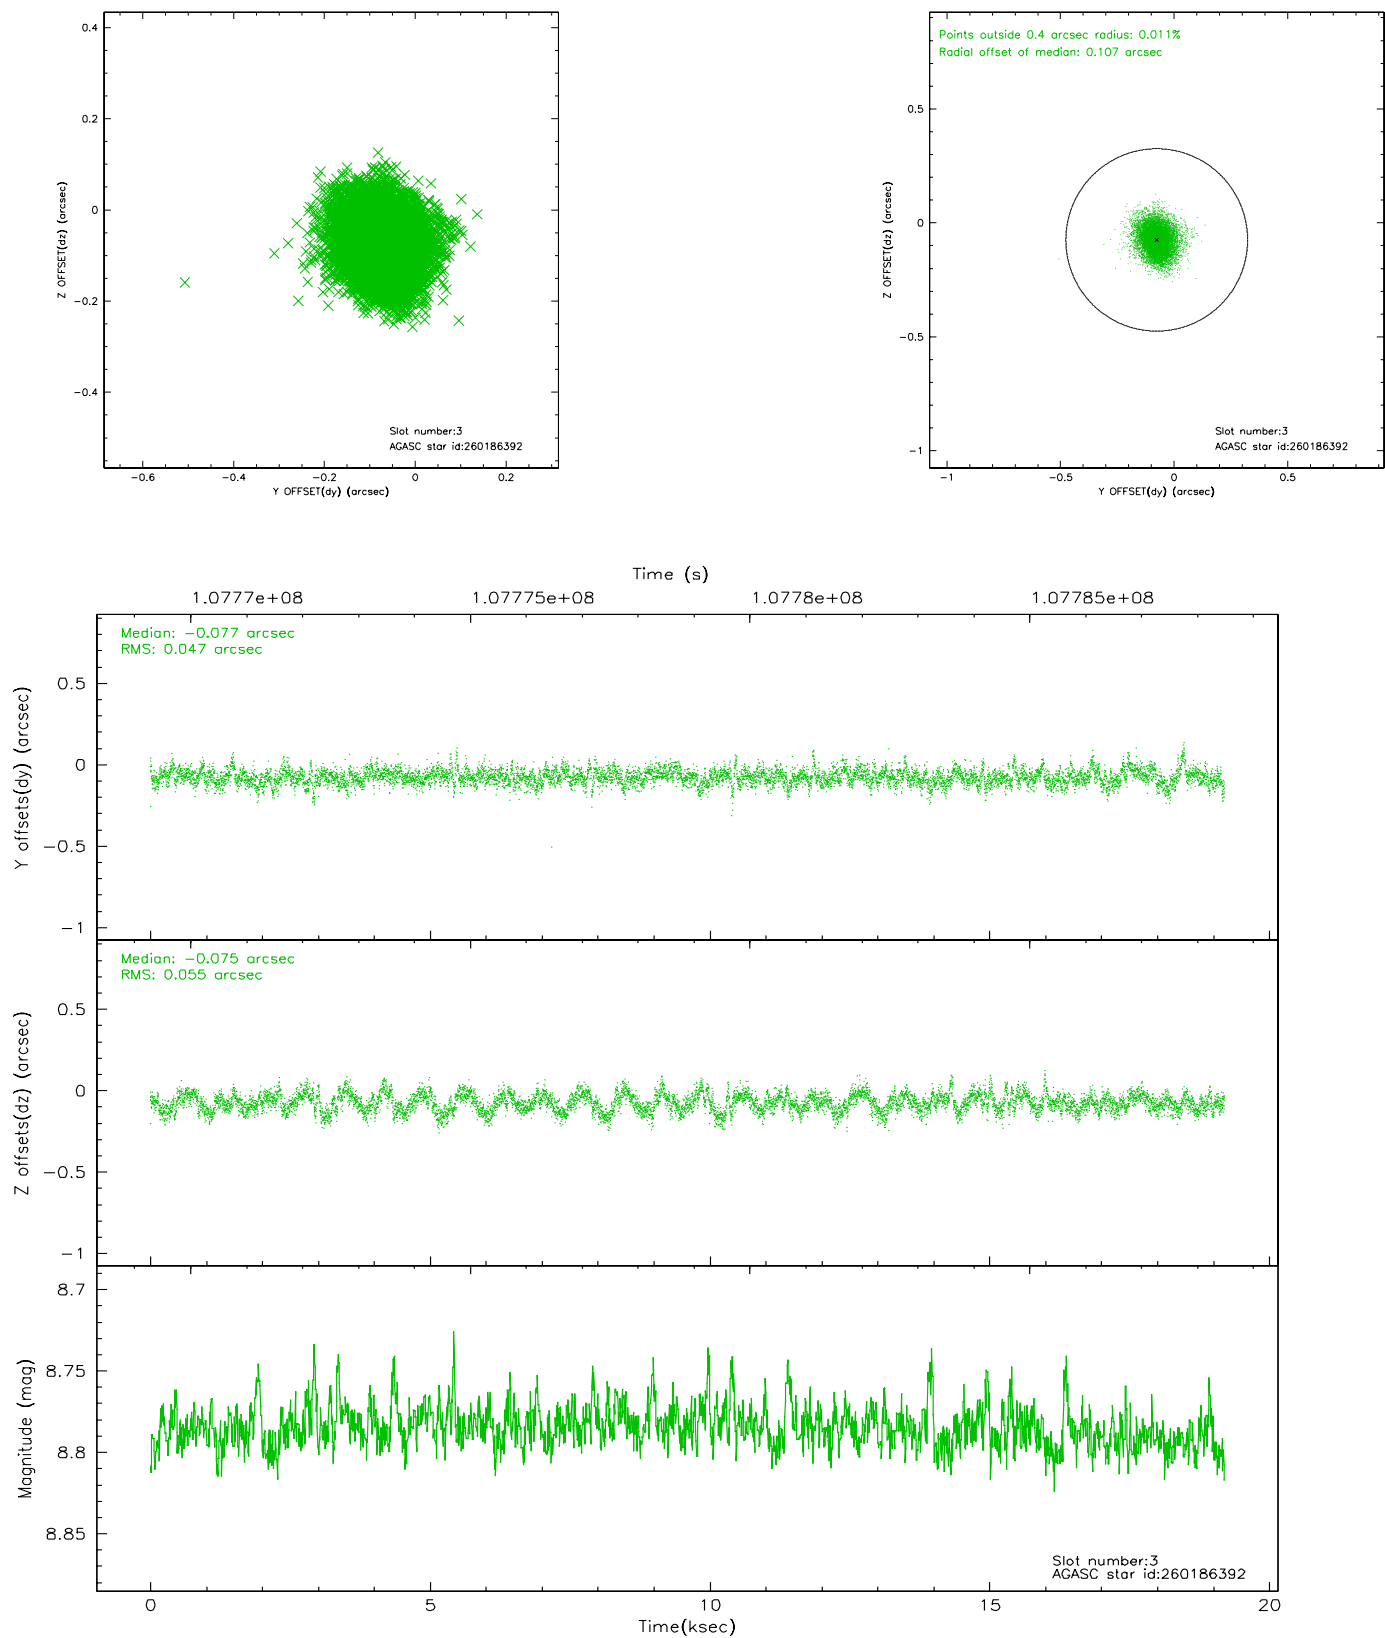 0.4
0.2
0
−0.2
−0.4
Z OFFSET(dz) (arcsec)
−0.6
−0.4
−0.2
0
0.2
Y OFFSET(dy) (arcsec)
Slot number:3
AGASC star id:260186392
Points outside 0.4 arcsec radius: 0.011%
Radial offset of median: 0.107 arcsec
0.5
0
−0.5
−1
Z OFFSET(dz) (arcsec)
−1
−0.5
0
0.5
Y OFFSET(dy) (arcsec)
Slot number:3
AGASC star id:260186392
Time (s)
1.0777e+08
1.07775e+08
1.0778e+08
1.07785e+08
Median: −0.077 arcsec
RMS: 0.047 arcsec
0.5
0
−0.5
−1
Y offsets(dy) (arcsec)
Median: −0.075 arcsec
RMS: 0.055 arcsec
0.5
0
−0.5
−1
Z offsets(dz) (arcsec)
8.7
8.75
8.8
8.85
Magnitude (mag)
Slot number:3
AGASC star id:260186392
0
5
10
15
20
Time(ksec)